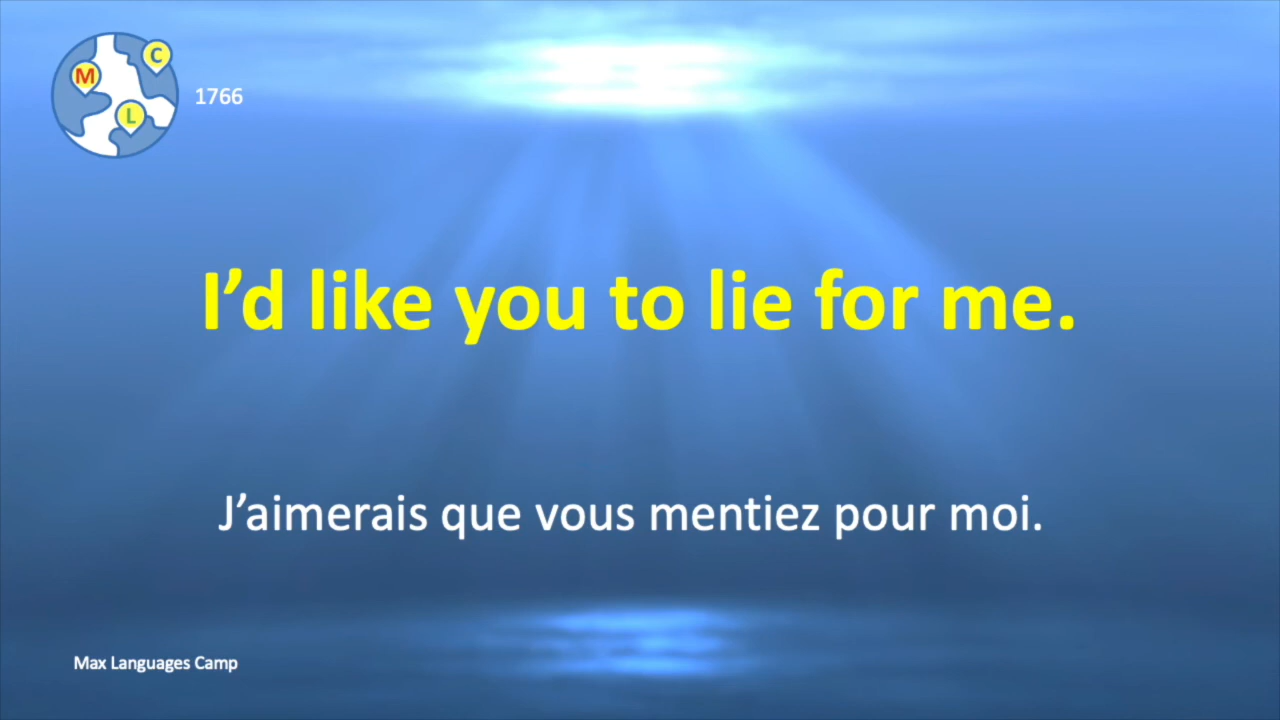 C
M
L
1766
I’d like you to lie for me.
J’aimerais que vous mentiez pour moi.
Max Languages Camp